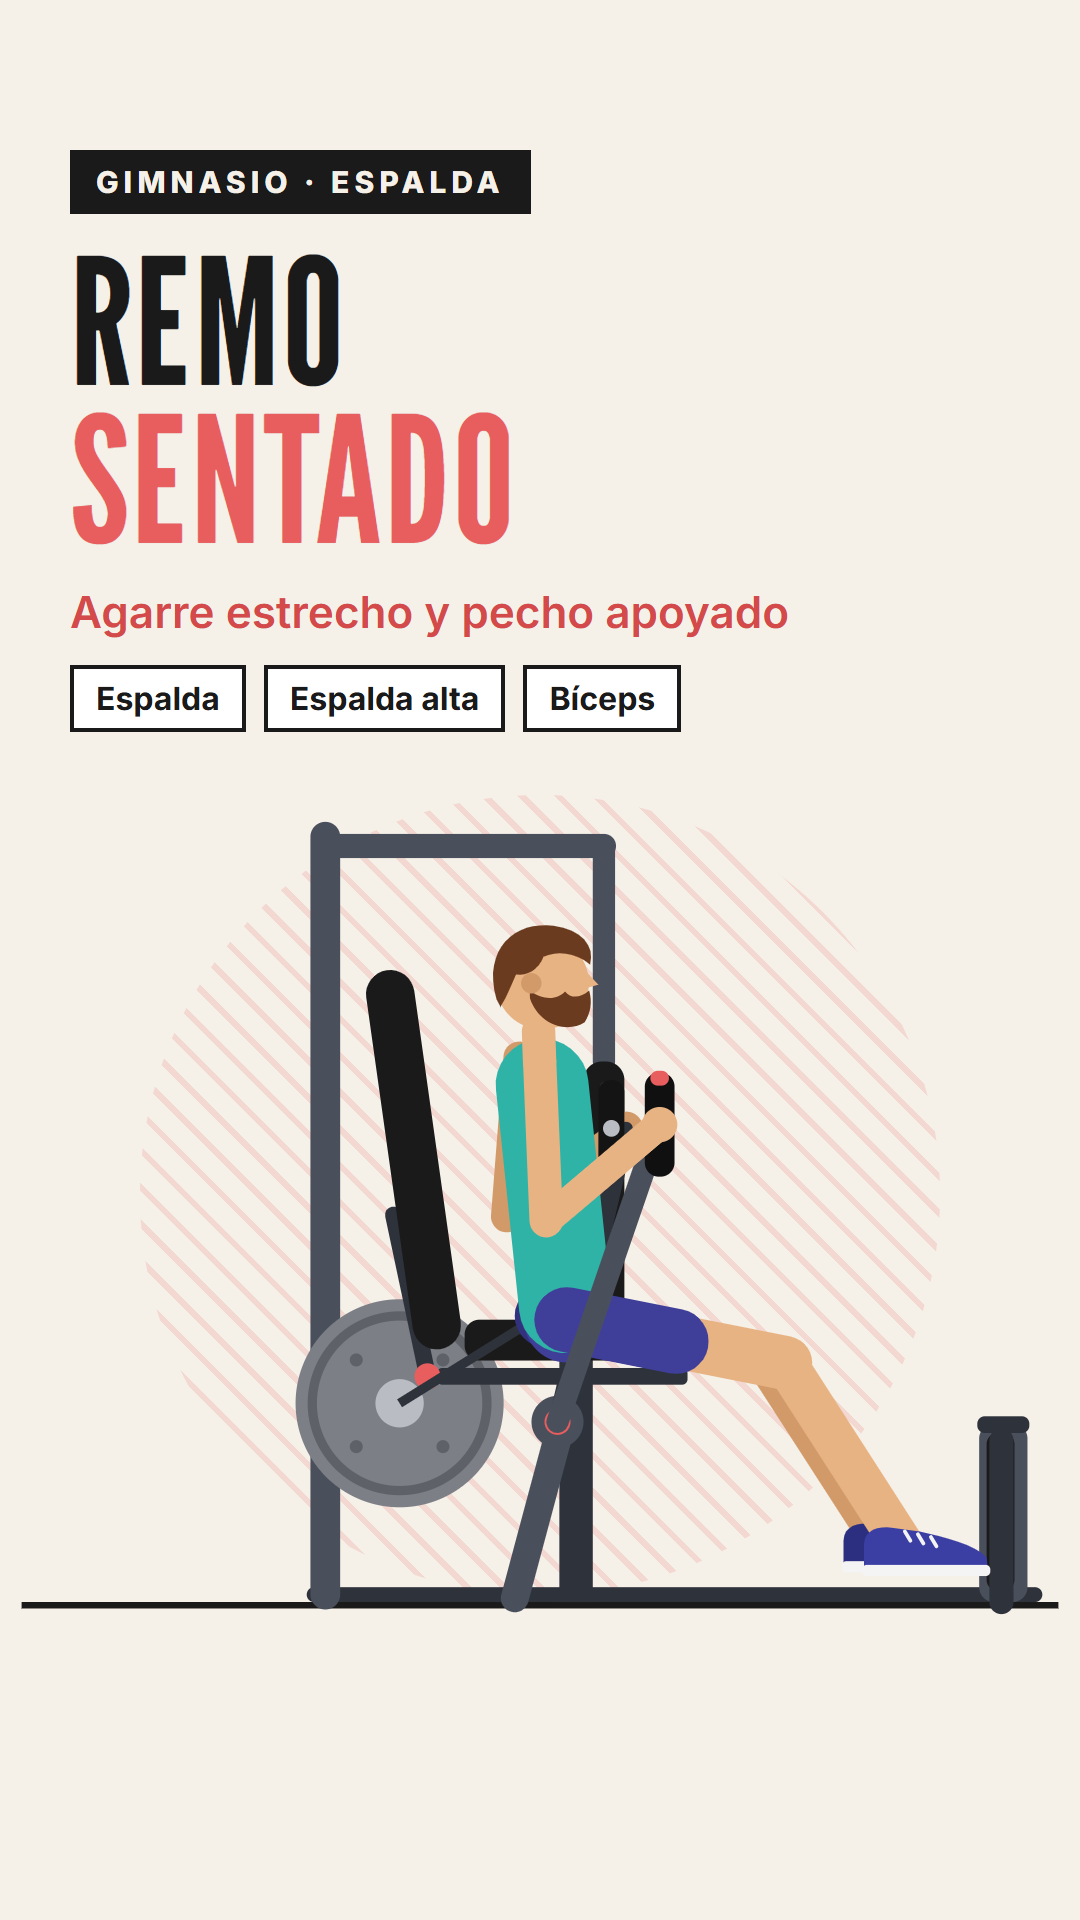 GIMNASIO · ESPALDA
REMO
SENTADO
Agarre estrecho y pecho apoyado
Espalda
Espalda alta
Bíceps